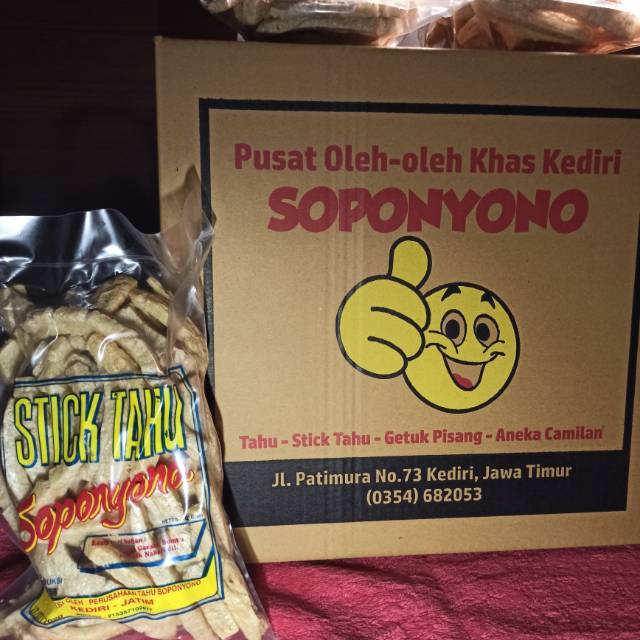 Pusat Oleh-oleh Khas Kediri
SOPONYONO
Tahu - Stick Tahu - Getuk Pisang - Aneka Camilan
Jl. Patimura No.73 Kediri, Jawa Timur
(0354) 682053
STICK TAHU
Soponyono
OLEH : PERUSAHAAN TAHU SOPONYONO
KEDIRI - JATIM